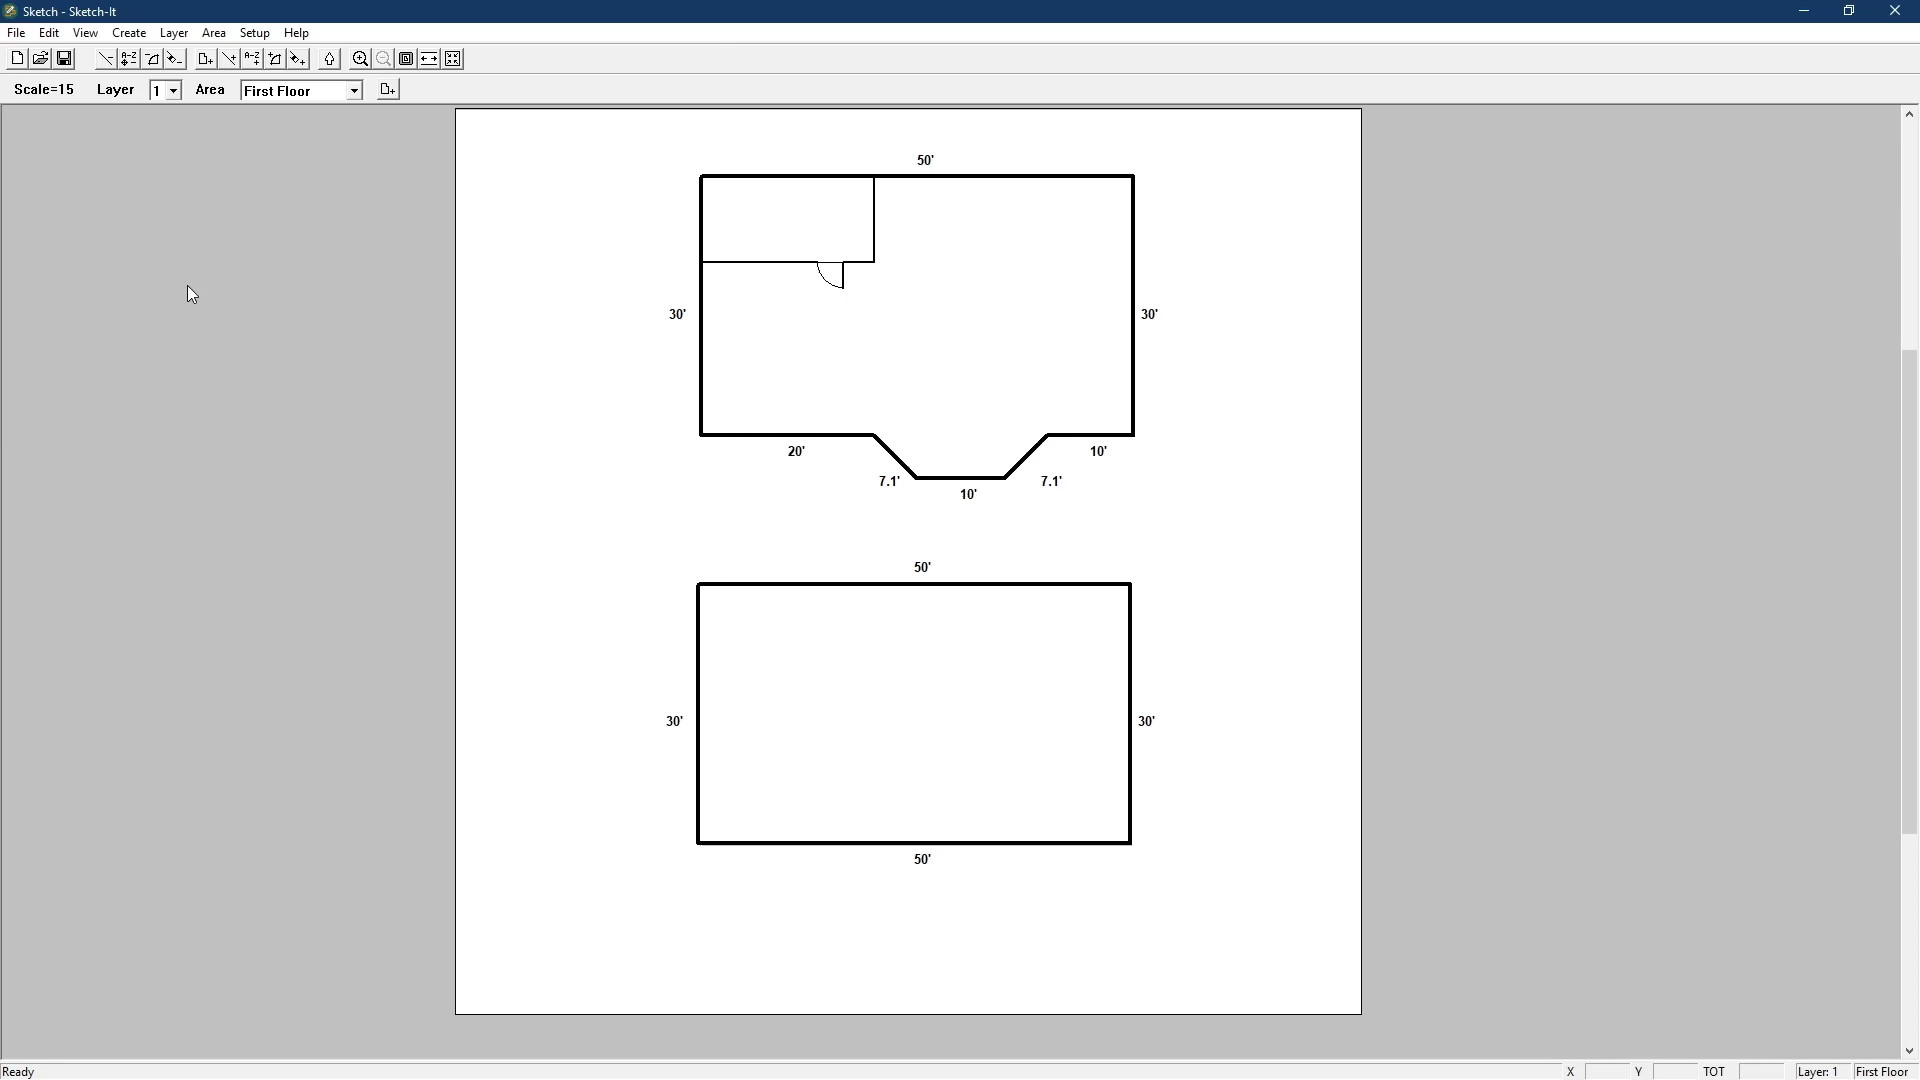 Sketch - Sketch-It
File Edit View Create Layer Area Setup Help
Scale=15 Layer 1 Area First Floor
50'
30' 30'
20' 10'
7.1' 7.1'
10'
50'
30' 30'
50'
Ready X Y TOT Layer: 1 First Floor